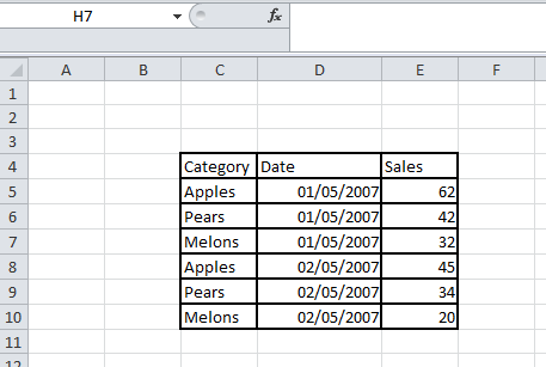 H7 fx
A B C D E F
1
2
3
4 Category Date Sales
5 Apples 01/05/2007 62
6 Pears 01/05/2007 42
7 Melons 01/05/2007 32
8 Apples 02/05/2007 45
9 Pears 02/05/2007 34
10 Melons 02/05/2007 20
11
12